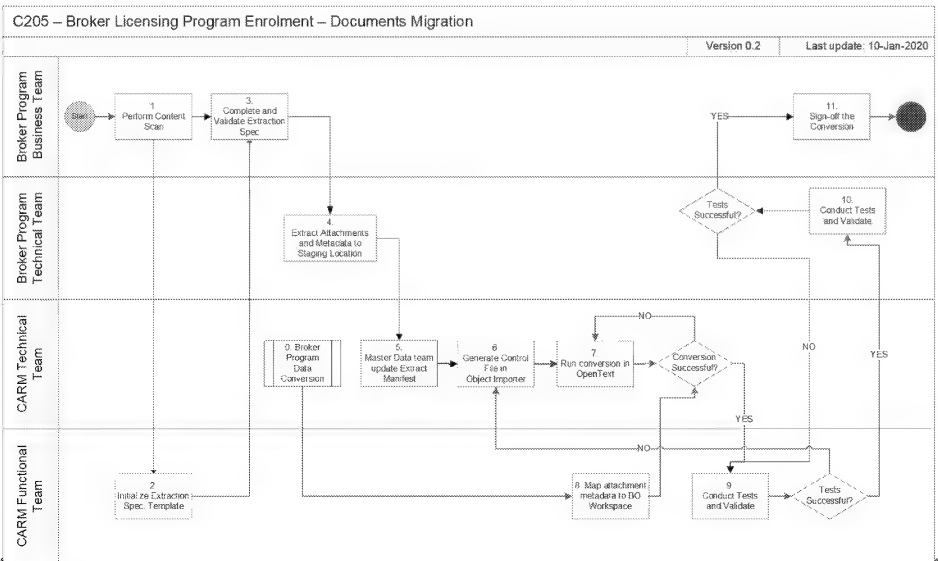 C205 – Broker Licensing Program Enrolment – Documents Migration
Version 0.2
Last update: 10-Jan-2020
Broker Program
Business Team
Start
1
Perform Content
Scan
3.
Complete and
Validate Extraction
Spec
YES
11.
Sign-off the
Conversion
Broker Program
Technical Team
4.
Extract Attachments
and Metadata to
Staging Location
Tests
Successful?
10.
Conduct Tests
and Validate
CARM Technical
Team
0. Broker
Program
Data
Conversion
5.
Master Data team
update Extract
Manifest
6
Generate Control
File in
Object Importer
NO
7.
Run conversion in
OpenText
Conversion
Successful?
NO
YES
YES
CARM Functional
Team
2
Initialize Extraction
Spec. Template
NO
8. Map attachment
metadata to BO
Workspace
9
Conduct Tests
and Validate
Tests
Successful?